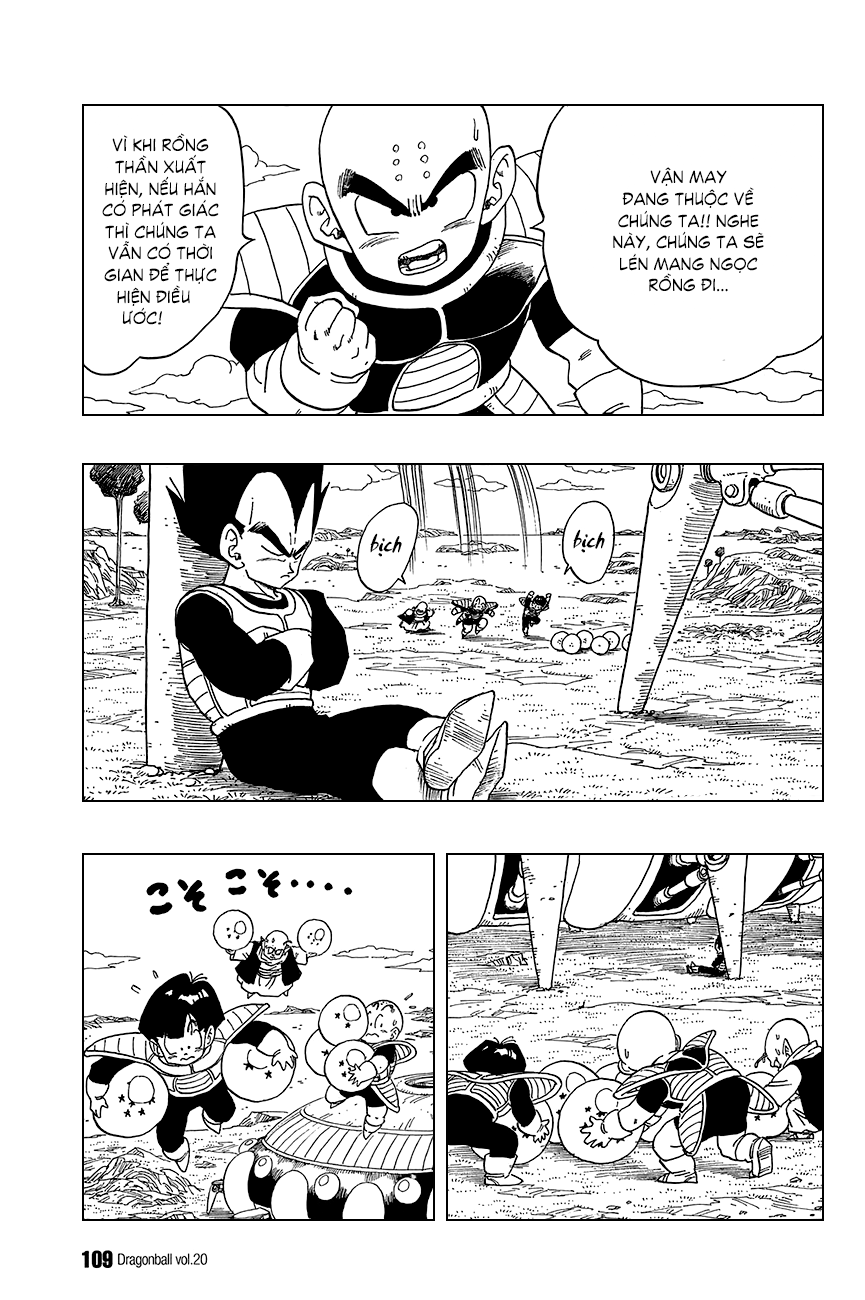 VẬN MAY
ĐANG THUỘC VỀ
CHÚNG TA!! NGHE
NÀY, CHÚNG TA SẼ
LÉN MANG NGỌC
RỒNG ĐI...
VÌ KHI RỒNG
THẦN XUẤT
HIỆN, NẾU HẮN
CÓ PHÁT GIÁC
THÌ CHÚNG TA
VẪN CÓ THỜI
GIAN ĐỂ THỰC
HIỆN ĐIỀU
ƯỚC!
bịch
bịch
こそ こそ....
109 Dragonball vol.20